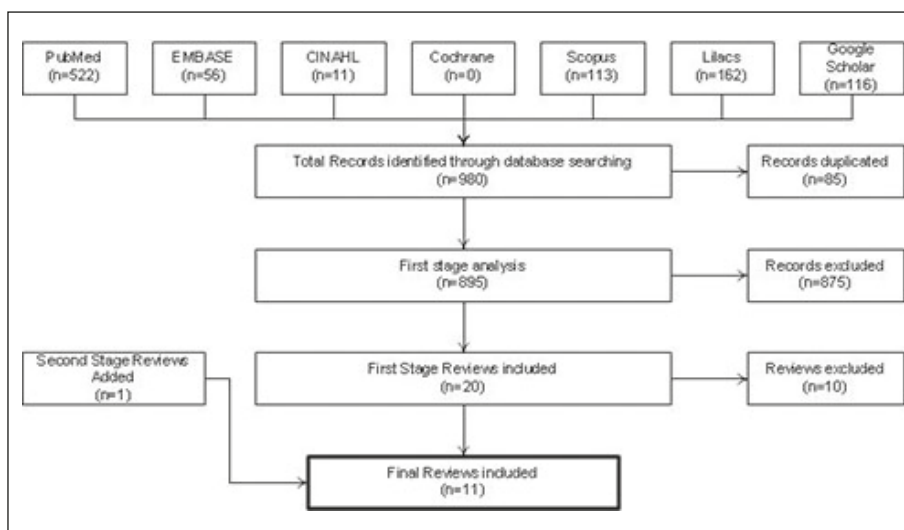 PubMed
(n=522)
EMBASE
(n=56)
CINAHL
(n=11)
Cochrane
(n=0)
Scopus
(n=113)
Lilacs
(n=162)
Google
Scholar
(n=116)
Total Records identified through database searching
(n=980)
Records duplicated
(n=85)
First stage analysis
(n=895)
Records excluded
(n=875)
Second Stage Reviews
Added
(n=1)
First Stage Reviews included
(n=20)
Reviews excluded
(n=10)
Final Reviews included
(n=11)